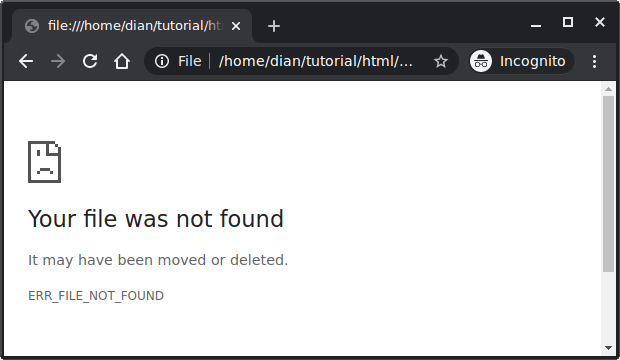 file:///home/dian/tutorial/ht
File /home/dian/tutorial/html/... Incognito
Your file was not found
It may have been moved or deleted.
ERR_FILE_NOT_FOUND